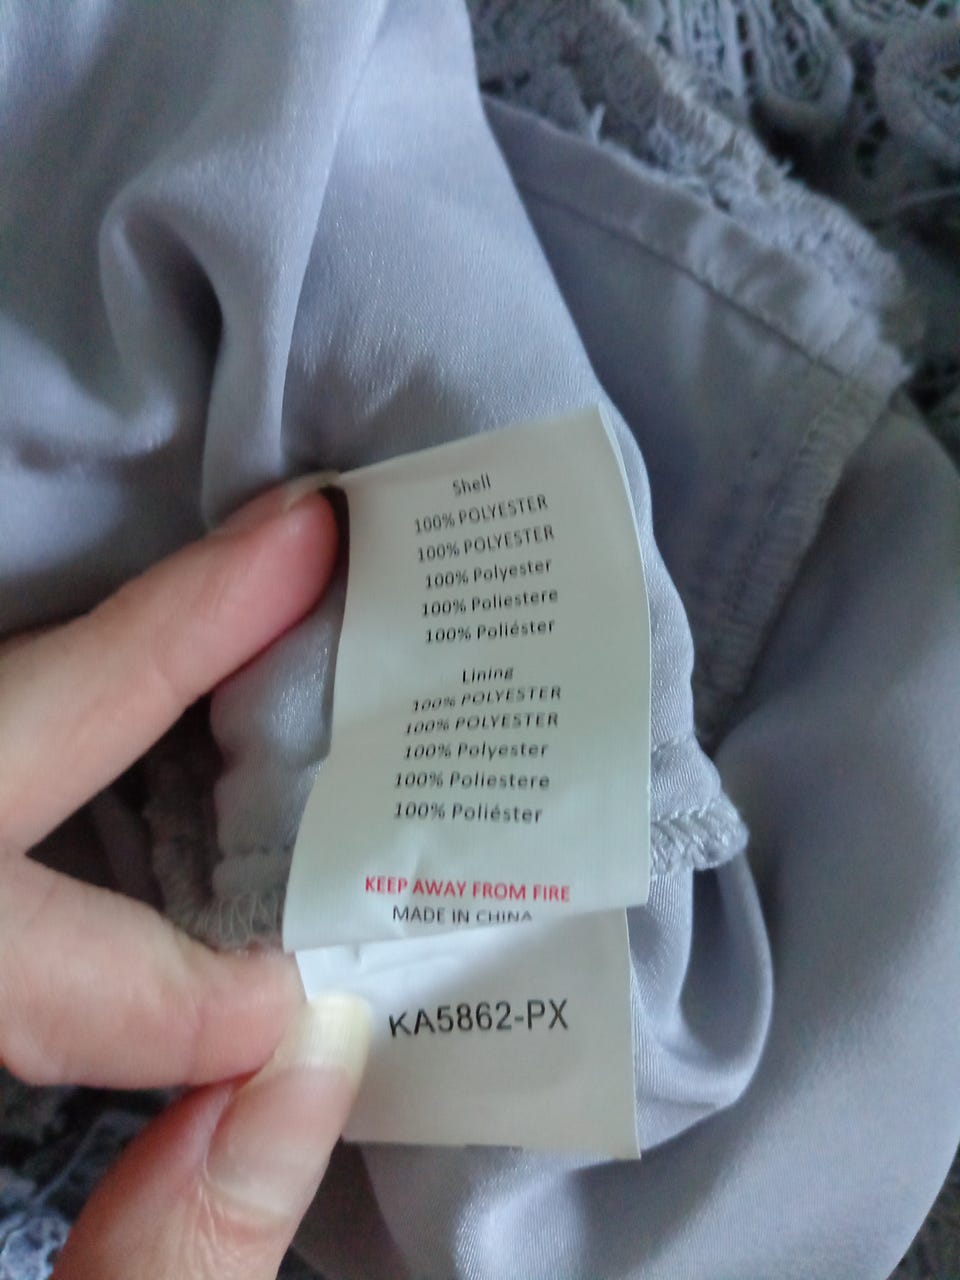 Shell
100% POLYESTER
100% POLYESTER
100% Polyester
100% Poliestere
100% Poliéster
Lining
100% POLYESTER
100% POLYESTER
100% Polyester
100% Poliestere
100% Poliéster
KEEP AWAY FROM FIRE
MADE IN CHINA
KA5862-PX